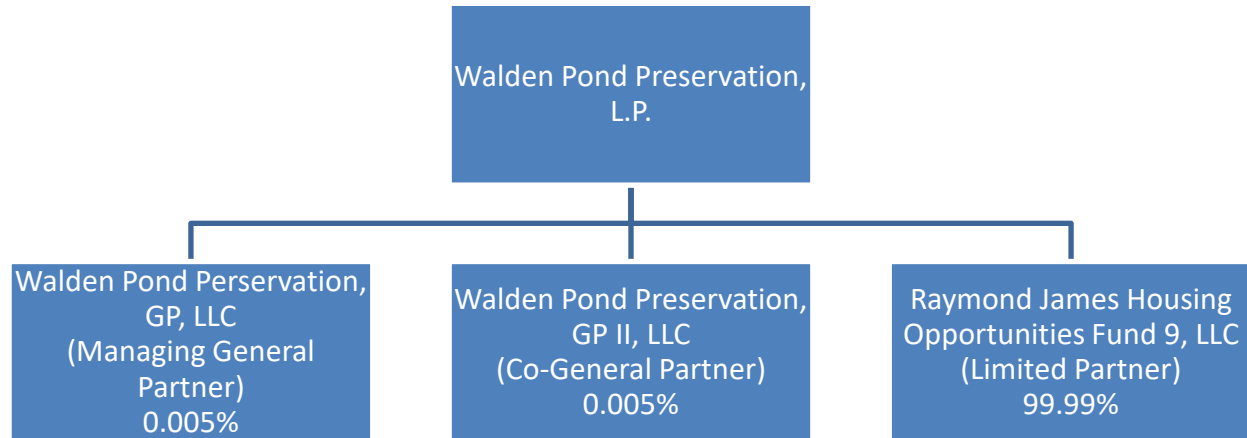 Walden Pond Preservation,
L.P.
Walden Pond Perservation,
GP, LLC
(Managing General
Partner)
0.005%
Walden Pond Preservation,
GP II, LLC
(Co-General Partner)
0.005%
Raymond James Housing
Opportunities Fund 9, LLC
(Limited Partner)
99.99%